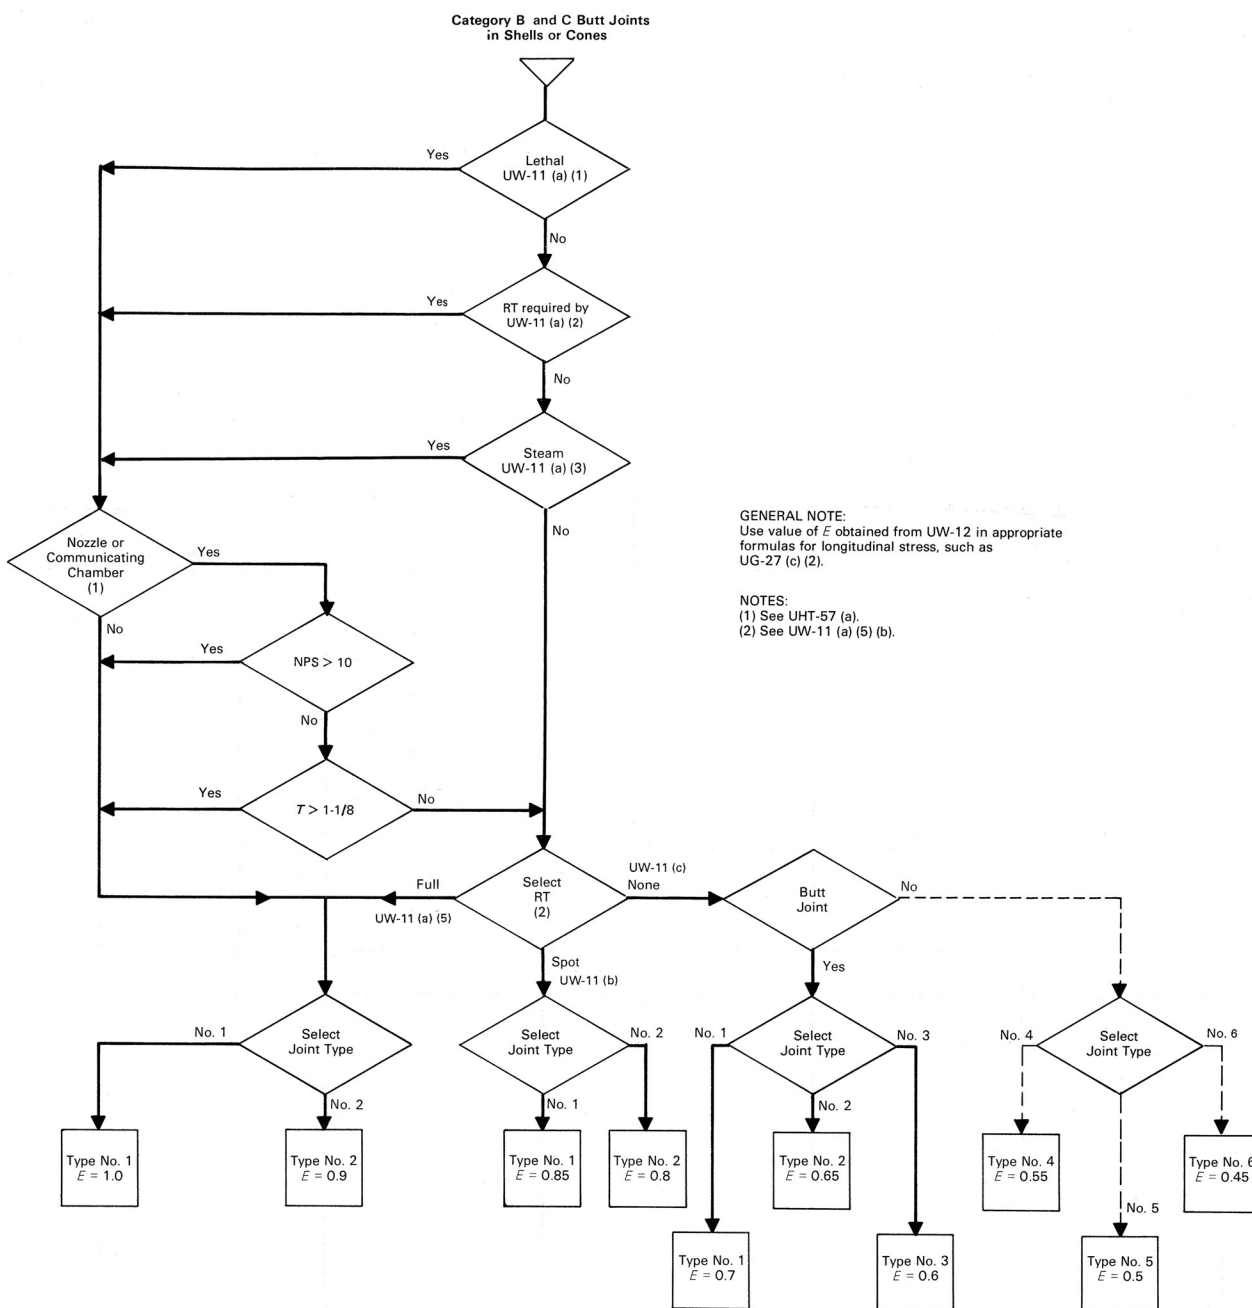 Category B and C Butt Joints
in Shells or Cones
Yes
Lethal
UW-11 (a) (1)
No
Yes
RT required by
UW-11 (a) (2)
No
Yes
Steam
UW-11 (a) (3)
No
GENERAL NOTE:
Use value of E obtained from UW-12 in appropriate
formulas for longitudinal stress, such as
UG-27 (c) (2).
NOTES:
(1) See UHT-57 (a).
(2) See UW-11 (a) (5) (b).
Nozzle or
Communicating
Chamber
(1)
Yes
No
Yes
NPS > 10
No
Yes
T > 1-1/8
No
Full
UW-11 (a) (5)
Select
RT
(2)
UW-11 (c)
None
Butt
Joint
No
Spot
UW-11 (b)
Yes
No. 1
Select
Joint Type
No. 2
Select
Joint Type
No. 2
No. 1
No. 1
Select
Joint Type
No. 3
No. 2
No. 4
Select
Joint Type
No. 6
No. 5
Type No. 1
E = 1.0
Type No. 2
E = 0.9
Type No. 1
E = 0.85
Type No. 2
E = 0.8
Type No. 2
E = 0.65
Type No. 4
E = 0.55
Type No. 6
E = 0.45
Type No. 1
E = 0.7
Type No. 3
E = 0.6
Type No. 5
E = 0.5